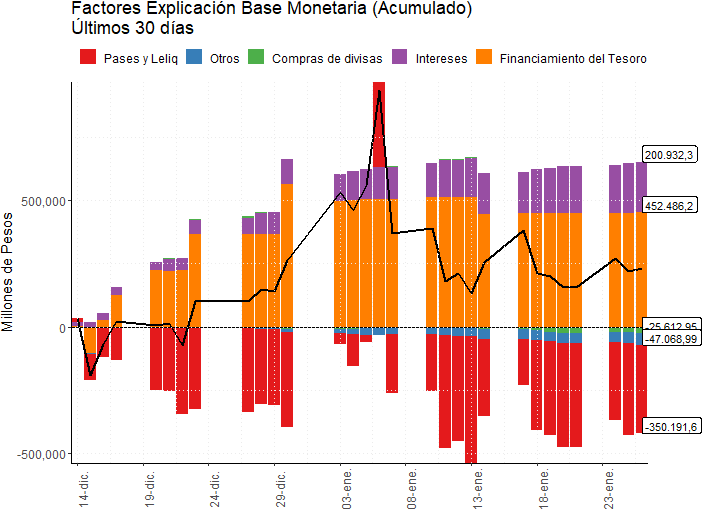 Factores Explicación Base Monetaria (Acumulado)
Últimos 30 días
Pases y Leliq Otros Compras de divisas Intereses Financiamiento del Tesoro
Millones de Pesos
500,000
0
-500,000
200.932,3
452.486,2
-25.612,95
-47.068,99
-350.191,6
14-dic. 19-dic. 24-dic. 29-dic. 03-ene. 08-ene. 13-ene. 18-ene. 23-ene.